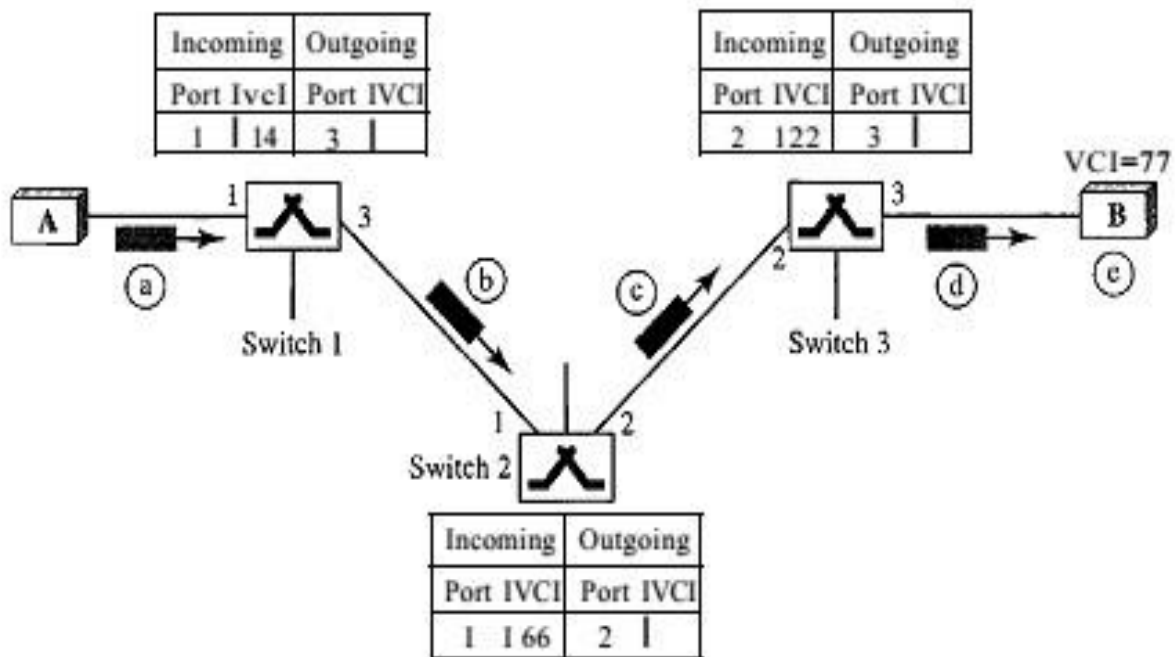 Incoming Outgoing
Port IvcI Port IVCI
1 | 14 3 |
Incoming Outgoing
Port IVCI Port IVCI
2 122 3 |
VCI=77
A
1
3
a
b
Switch 1
c
2
3
d
B
e
Switch 3
1
2
Switch 2
Incoming Outgoing
Port IVCI Port IVCI
1 I 66 2 |